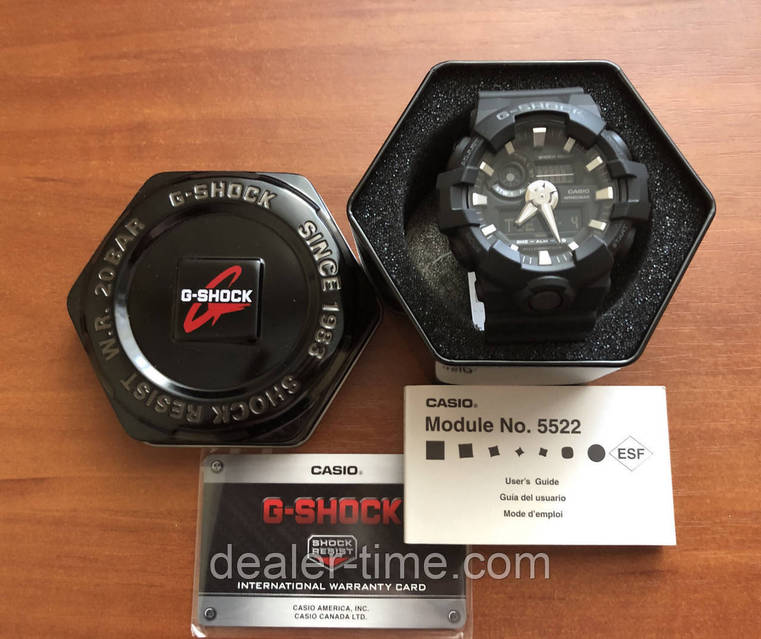 G-SHOCK SINCE 1983 SHOCK RESIST W.R. 20BAR
G-SHOCK
G-SHOCK
CASIO
CASIO®
Module No. 5522
ESF
User's Guide
Guía del usuario
Mode d'emploi
CASIO®
G-SHOCK
SHOCK
RESIST
dealer-time.com
INTERNATIONAL WARRANTY CARD
CASIO AMERICA, INC.
CASIO CANADA LTD.